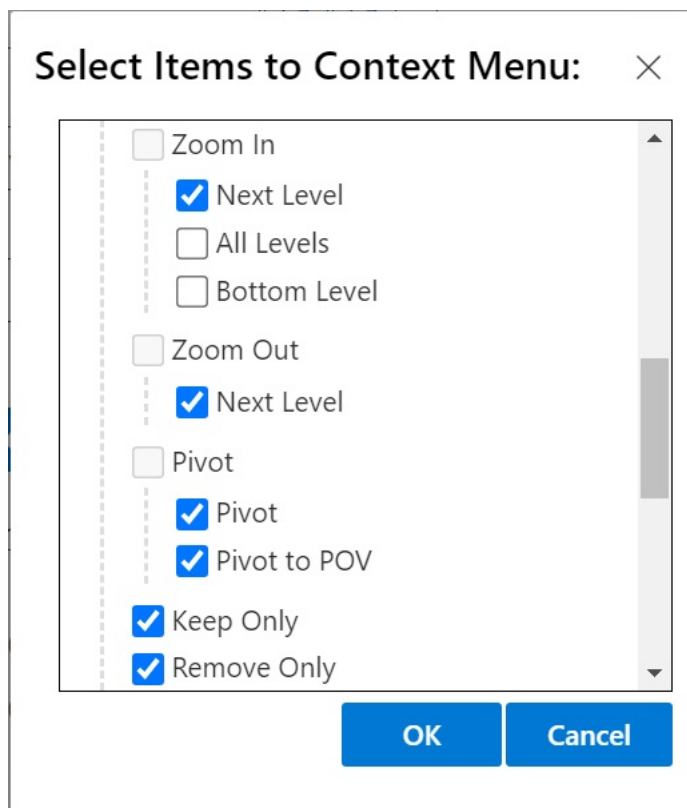 Select Items to Context Menu:
Zoom In
Next Level
All Levels
Bottom Level
Zoom Out
Next Level
Pivot
Pivot
Pivot to POV
Keep Only
Remove Only
OK Cancel